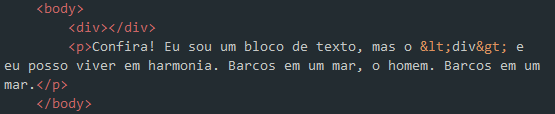 <body>
<div></div>
<p>Confira! Eu sou um bloco de texto, mas o &lt;div&gt; e
eu posso viver em harmonia. Barcos em um mar, o homem. Barcos em um
mar.</p>
</body>